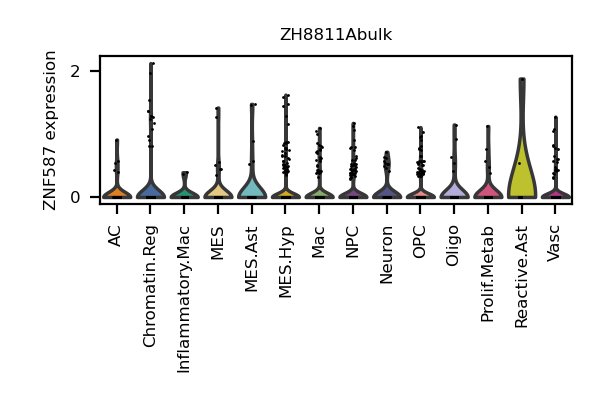 ZH8811Abulk
ZNF587 expression
2
0
AC
Chromatin.Reg
Inflammatory.Mac
MES
MES.Ast
MES.Hyp
Mac
NPC
Neuron
OPC
Oligo
Prolif.Metab
Reactive.Ast
Vasc